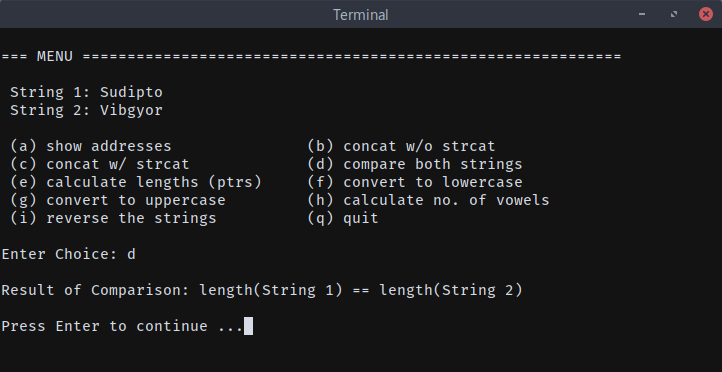 Terminal
=== MENU ============================================================
String 1: Sudipto
String 2: Vibgyor
(a) show addresses (b) concat w/o strcat
(c) concat w/ strcat (d) compare both strings
(e) calculate lengths (ptrs) (f) convert to lowercase
(g) convert to uppercase (h) calculate no. of vowels
(i) reverse the strings (q) quit
Enter Choice: d
Result of Comparison: length(String 1) == length(String 2)
Press Enter to continue ...